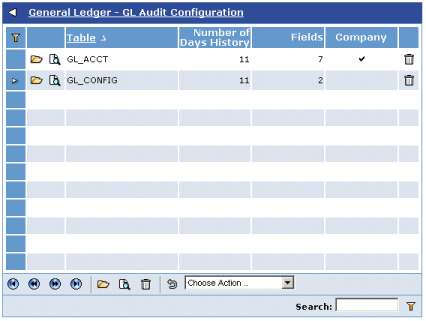 General Ledger - GL Audit Configuration
Table Number of Days History Fields Company
GL_ACCT 11 7
GL_CONFIG 11 2
Choose Action ..
Search: